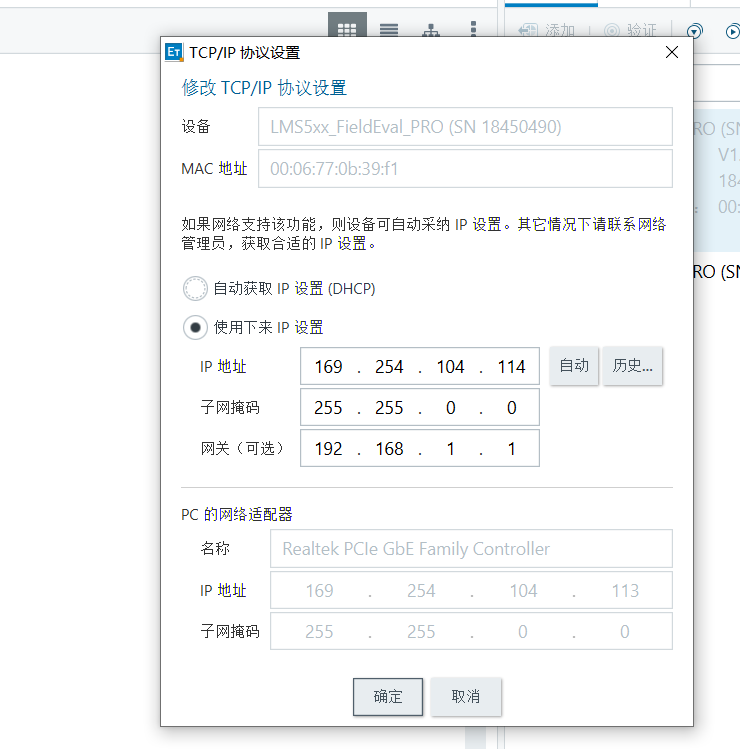 添加
验证
ET TCP/IP 协议设置
修改 TCP/IP 协议设置
设备 LMS5xx_FieldEval_PRO (SN 18450490)
MAC 地址 00:06:77:0b:39:f1
如果网络支持该功能，则设备可自动采纳 IP 设置。其它情况下请联系网络
管理员，获取合适的 IP 设置。
自动获取 IP 设置 (DHCP)
使用下来 IP 设置
IP 地址 169 . 254 . 104 . 114 自动 历史...
子网掩码 255 . 255 . 0 . 0
网关（可选） 192 . 168 . 1 . 1
PC 的网络适配器
名称 Realtek PCIe GbE Family Controller
IP 地址 169 . 254 . 104 . 113
子网掩码 255 . 255 . 0 . 0
确定 取消
RO (SN
V1.
184
: 00:
RO (SN